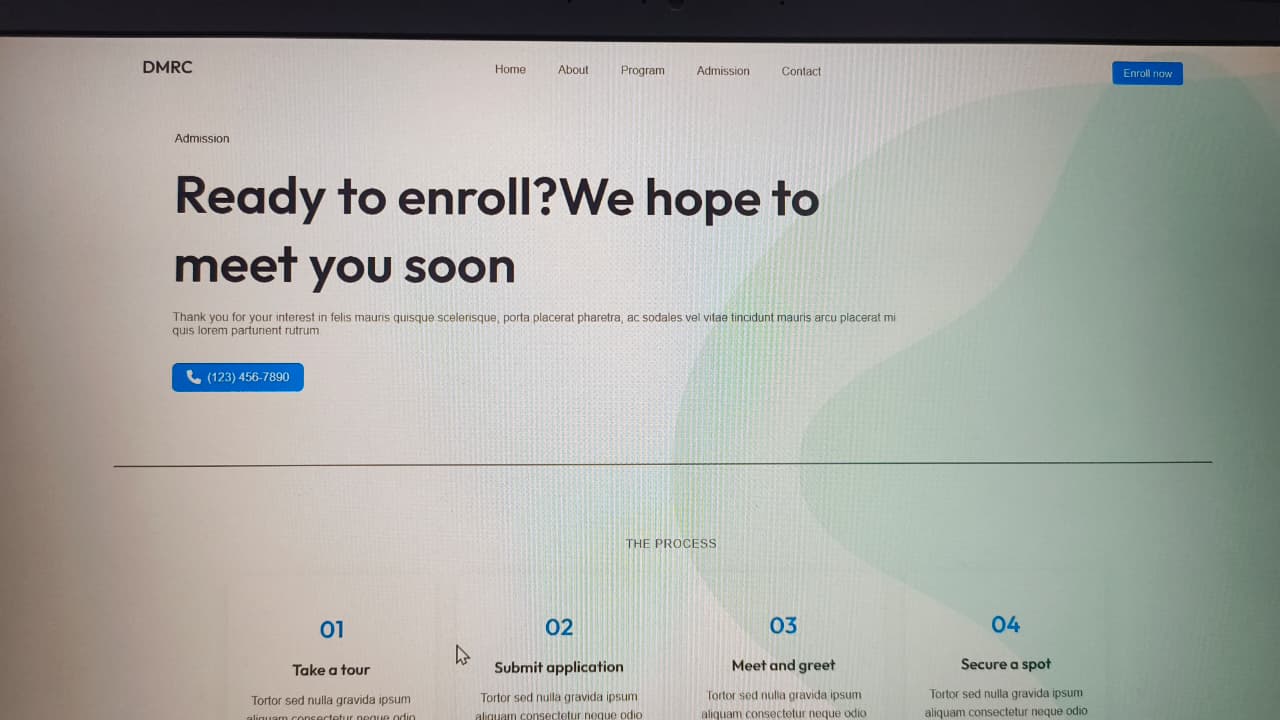 DMRC
Home About Program Admission Contact
Enroll now
Admission
Ready to enroll?We hope to
meet you soon
Thank you for your interest in felis mauris quisque scelerisque, porta placerat pharetra, ac sodales vel vitae tincidunt mauris arcu placerat mi
quis lorem parturient rutrum
(123) 456-7890
THE PROCESS
01
Take a tour
Tortor sed nulla gravida ipsum
aliquam consectetur neque odio
02
Submit application
Tortor sed nulla gravida ipsum
aliquam consectetur neque odio
03
Meet and greet
Tortor sed nulla gravida ipsum
aliquam consectetur neque odio
04
Secure a spot
Tortor sed nulla gravida ipsum
aliquam consectetur neque odio